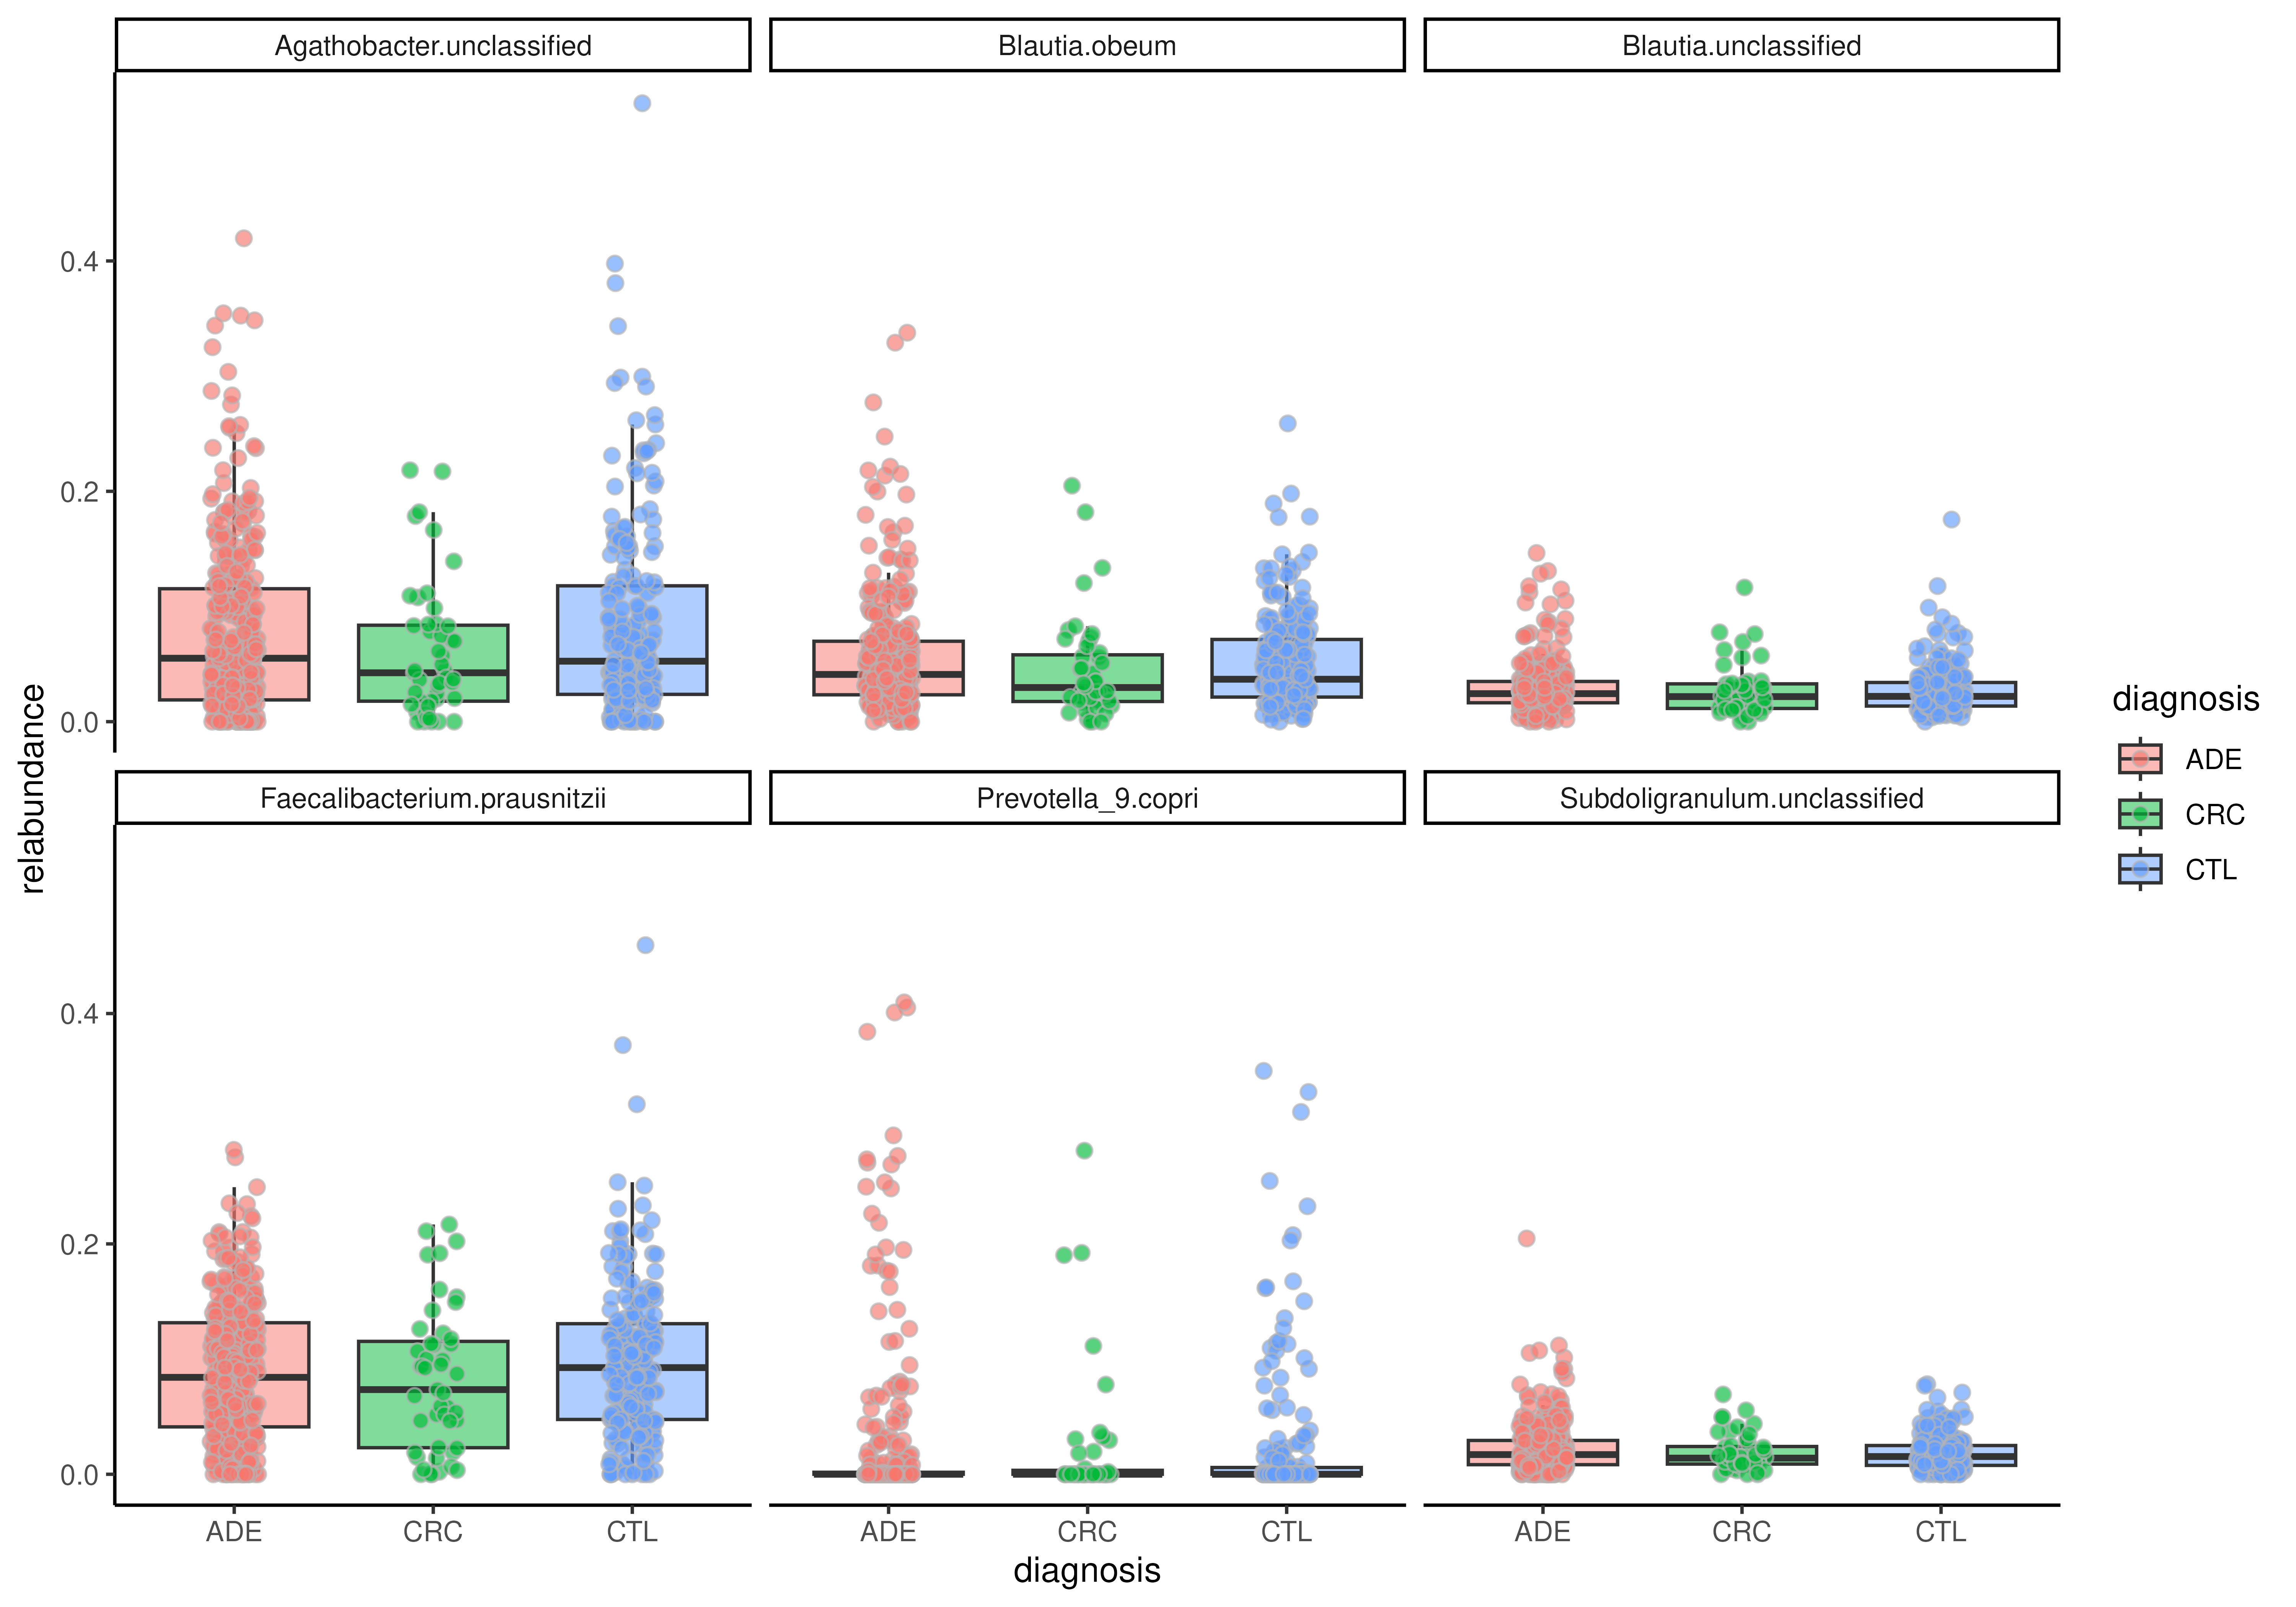 Agathobacter.unclassified
Blautia.obeum
Blautia.unclassified
0.4
0.2
0.0
Faecalibacterium.prausnitzii
Prevotella_9.copri
Subdoligranulum.unclassified
0.4
0.2
0.0
ADE
CRC
CTL
ADE
CRC
CTL
ADE
CRC
CTL
diagnosis
relabundance
diagnosis
ADE
CRC
CTL